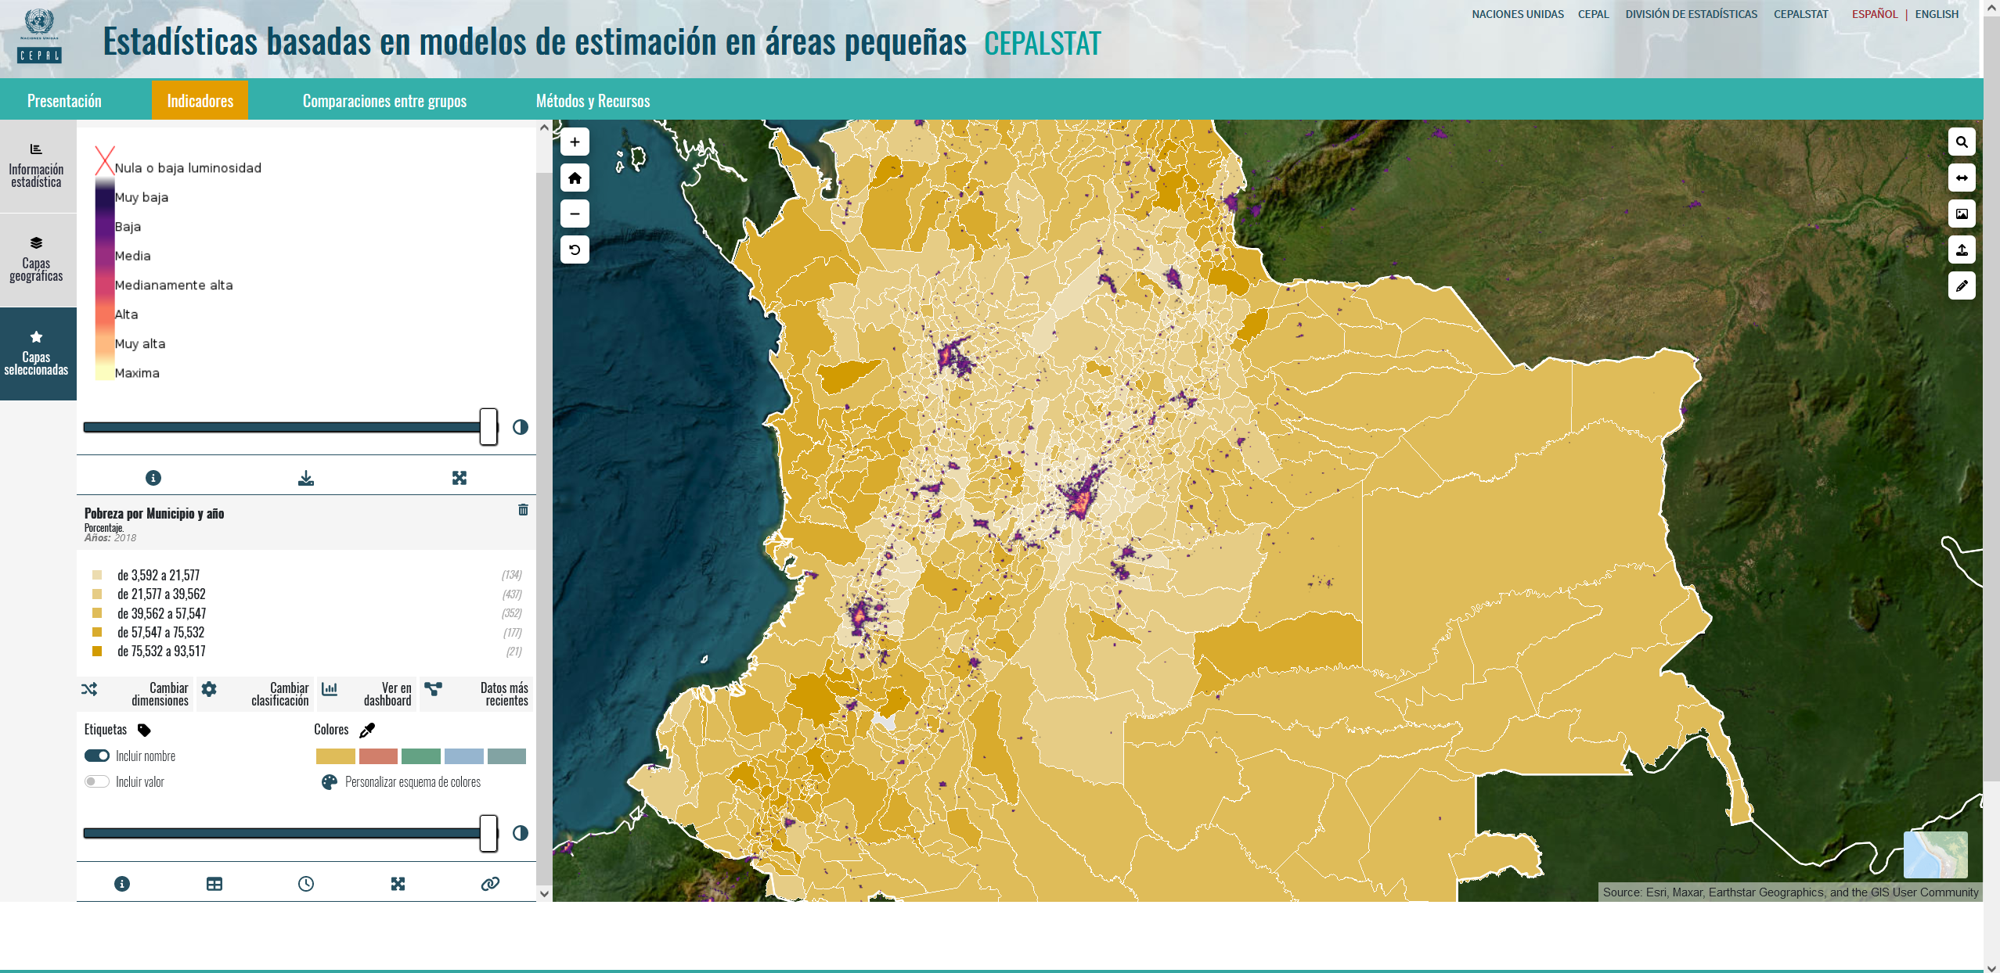 NACIONES UNIDAS CEPAL DIVISIÓN DE ESTADÍSTICAS CEPALSTAT ESPAÑOL | ENGLISH
CEPAL
Estadísticas basadas en modelos de estimación en áreas pequeñas CEPALSTAT
Presentación
Indicadores
Comparaciones entre grupos
Métodos y Recursos
Información
estadística
Capas
geográficas
Capas
seleccionadas
Nula o baja luminosidad
Muy baja
Baja
Media
Medianamente alta
Alta
Muy alta
Maxima
Pobreza por Municipio y año
Porcentaje.
Años: 2018
de 3,592 a 21,577 (134)
de 21,577 a 39,562 (437)
de 39,562 a 57,547 (352)
de 57,547 a 75,532 (177)
de 75,532 a 93,517 (21)
Cambiar
dimensiones
Cambiar
clasificación
Ver en
dashboard
Datos más
recientes
Etiquetas
Colores
Incluir nombre
Incluir valor
Personalizar esquema de colores
Source: Esri, Maxar, Earthstar Geographics, and the GIS User Community